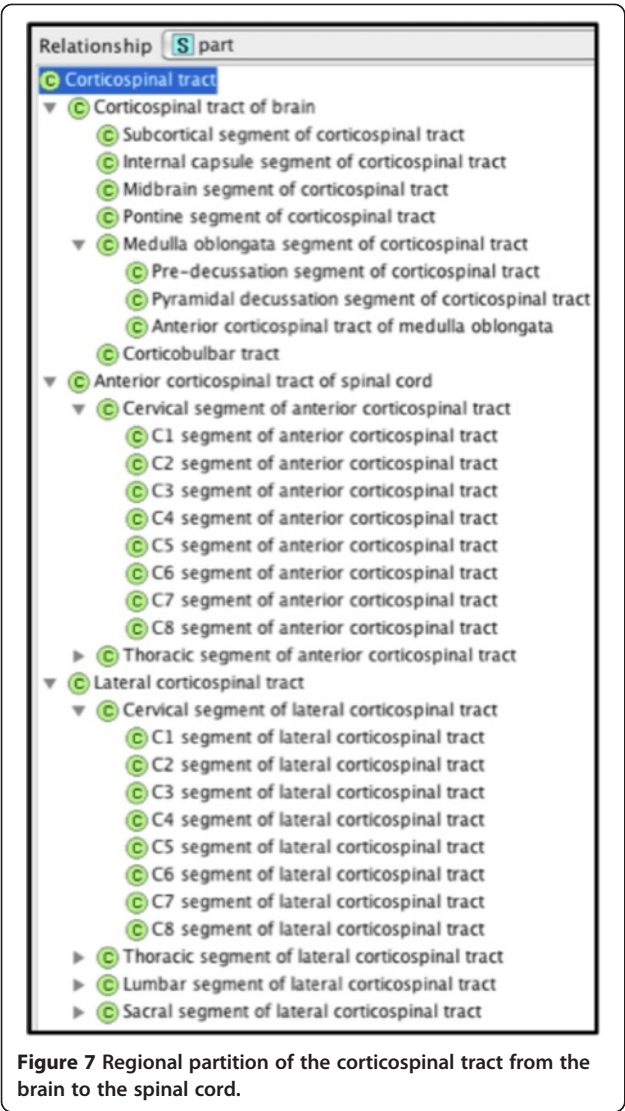 Relationship S part
C Corticospinal tract
C Corticospinal tract of brain
C Subcortical segment of corticospinal tract
C Internal capsule segment of corticospinal tract
C Midbrain segment of corticospinal tract
C Pontine segment of corticospinal tract
C Medulla oblongata segment of corticospinal tract
C Pre-decussation segment of corticospinal tract
C Pyramidal decussation segment of corticospinal tract
C Anterior corticospinal tract of medulla oblongata
C Corticobulbar tract
C Anterior corticospinal tract of spinal cord
C Cervical segment of anterior corticospinal tract
C C1 segment of anterior corticospinal tract
C C2 segment of anterior corticospinal tract
C C3 segment of anterior corticospinal tract
C C4 segment of anterior corticospinal tract
C C5 segment of anterior corticospinal tract
C C6 segment of anterior corticospinal tract
C C7 segment of anterior corticospinal tract
C C8 segment of anterior corticospinal tract
C Thoracic segment of anterior corticospinal tract
C Lateral corticospinal tract
C Cervical segment of lateral corticospinal tract
C C1 segment of lateral corticospinal tract
C C2 segment of lateral corticospinal tract
C C3 segment of lateral corticospinal tract
C C4 segment of lateral corticospinal tract
C C5 segment of lateral corticospinal tract
C C6 segment of lateral corticospinal tract
C C7 segment of lateral corticospinal tract
C C8 segment of lateral corticospinal tract
C Thoracic segment of lateral corticospinal tract
C Lumbar segment of lateral corticospinal tract
C Sacral segment of lateral corticospinal tract
Figure 7 Regional partition of the corticospinal tract from the
brain to the spinal cord.